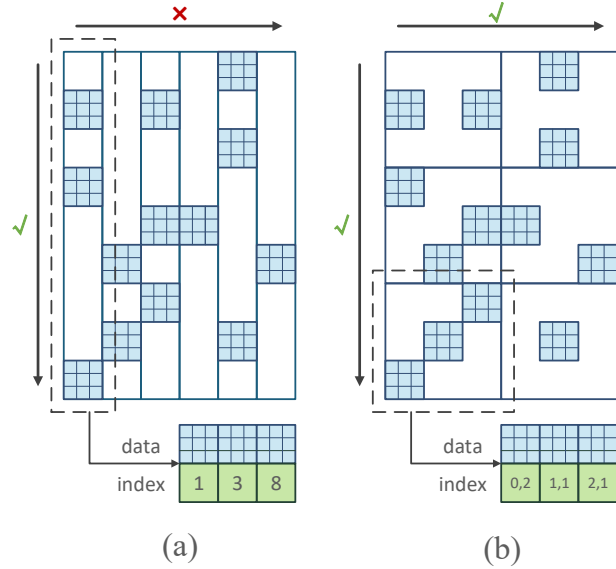 × √
√ √
data
index 1 3 8
data
index 0,2 1,1 2,1
(a) (b)